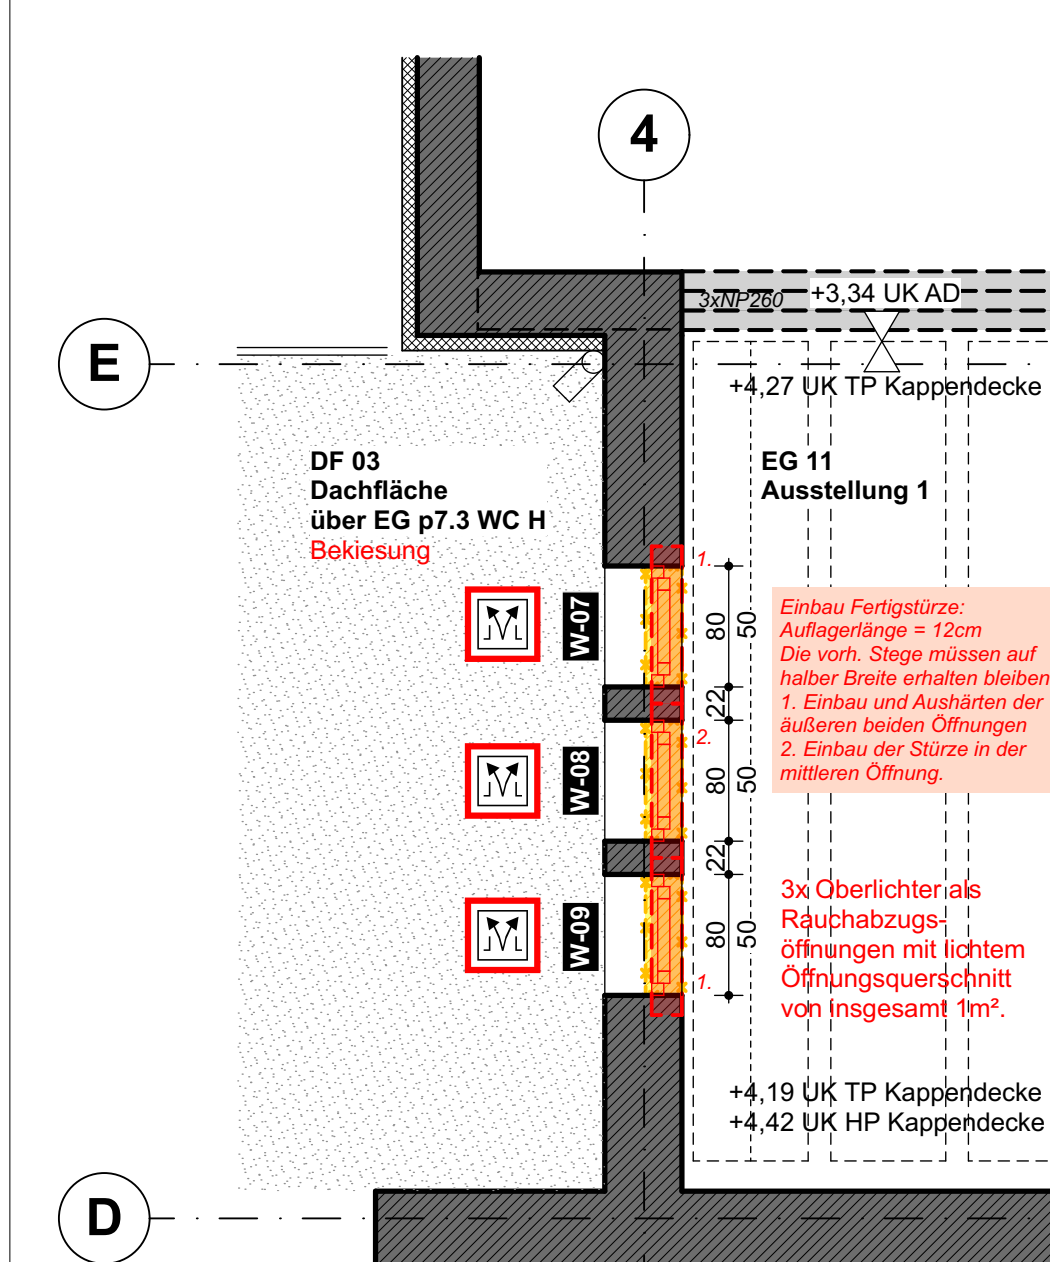 4
3xNP260
+3,34 UK AD
E
+4,27 UK TP Kappendecke
DF 03
Dachfläche
über EG p7.3 WC H
Bekiesung
EG 11
Ausstellung 1
1.
W-07
80
50
Einbau Fertigstürze:
Auflagerlänge = 12cm
Die vorh. Stege müssen auf
halber Breite erhalten bleiben
1. Einbau und Aushärten der
äußeren beiden Öffnungen
2. Einbau der Stürze in der
mittleren Öffnung.
22
2.
W-08
80
50
22
W-09
80
50
1.
3x Oberlichter als
Rauchabzugs-
öffnungen mit lichtem
Öffnungsquerschnitt
von insgesamt 1m².
+4,19 UK TP Kappendecke
+4,42 UK HP Kappendecke
D